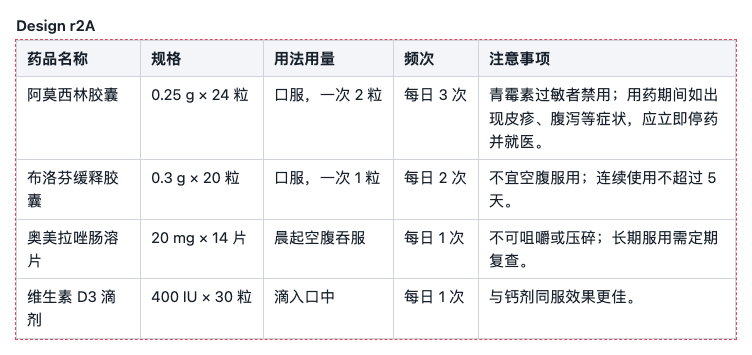 Design r2A
药品名称 规格 用法用量 频次 注意事项
阿莫西林胶囊 0.25 g × 24 粒 口服，一次 2 粒 每日 3 次 青霉素过敏者禁用；用药期间如出
现皮疹、腹泻等症状，应立即停药
并就医。
布洛芬缓释胶 0.3 g × 20 粒 口服，一次 1 粒 每日 2 次 不宜空腹服用；连续使用不超过 5
囊 天。
奥美拉唑肠溶 20 mg × 14 片 晨起空腹吞服 每日 1 次 不可咀嚼或压碎；长期服用需定期
片 复查。
维生素 D3 滴 400 IU × 30 粒 滴入口中 每日 1 次 与钙剂同服效果更佳。
剂